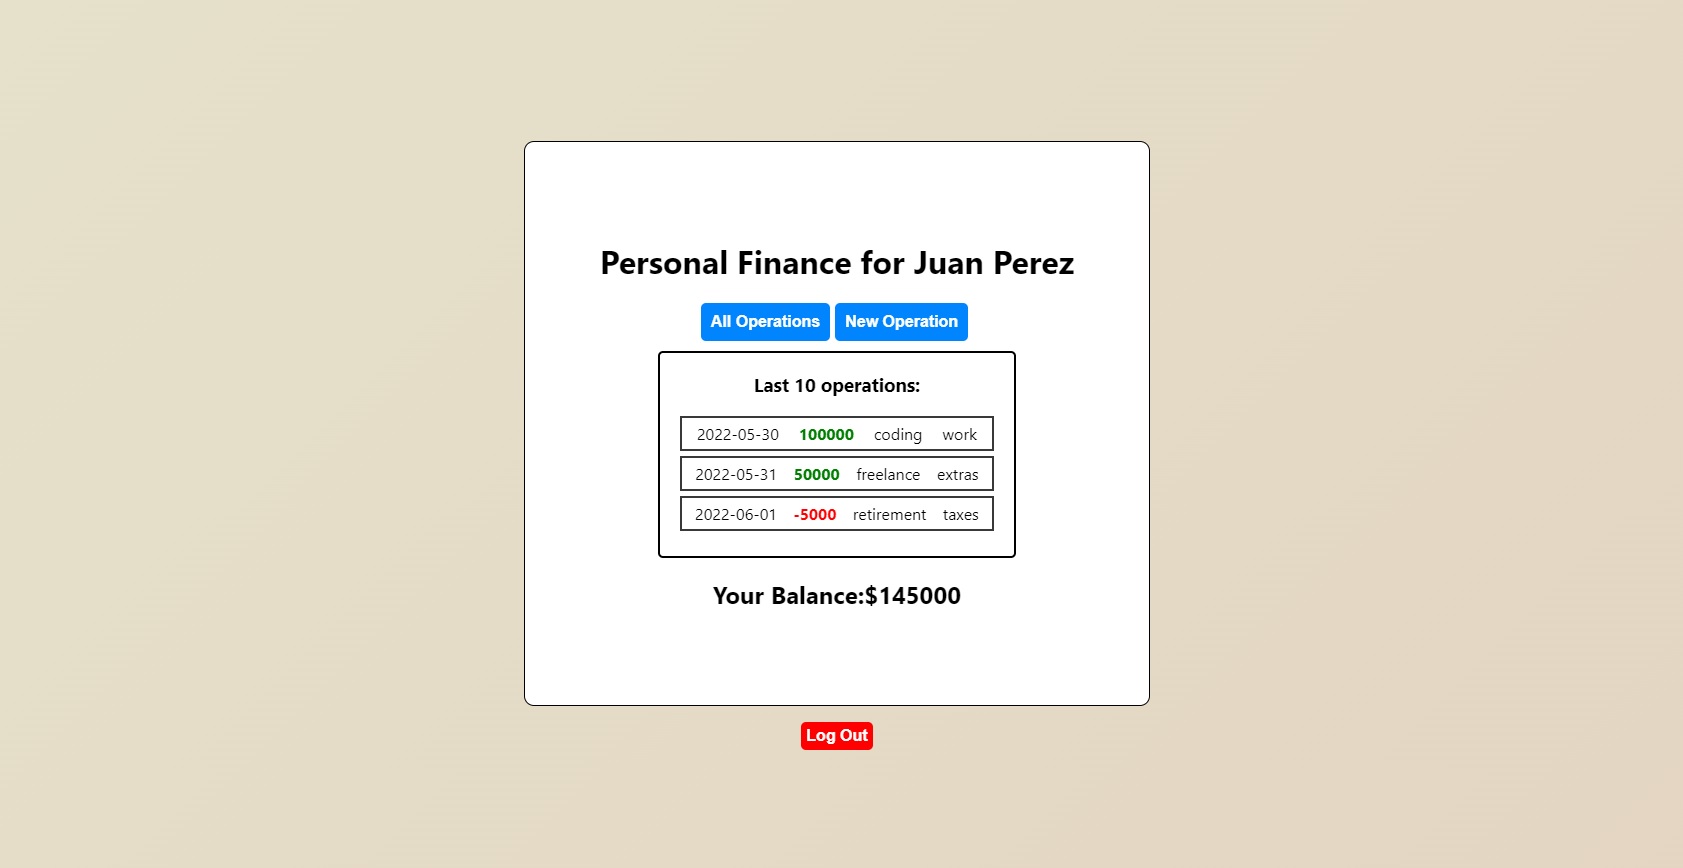 Personal Finance for Juan Perez
All Operations New Operation
Last 10 operations:
2022-05-30 100000 coding work
2022-05-31 50000 freelance extras
2022-06-01 -5000 retirement taxes
Your Balance:$145000
Log Out